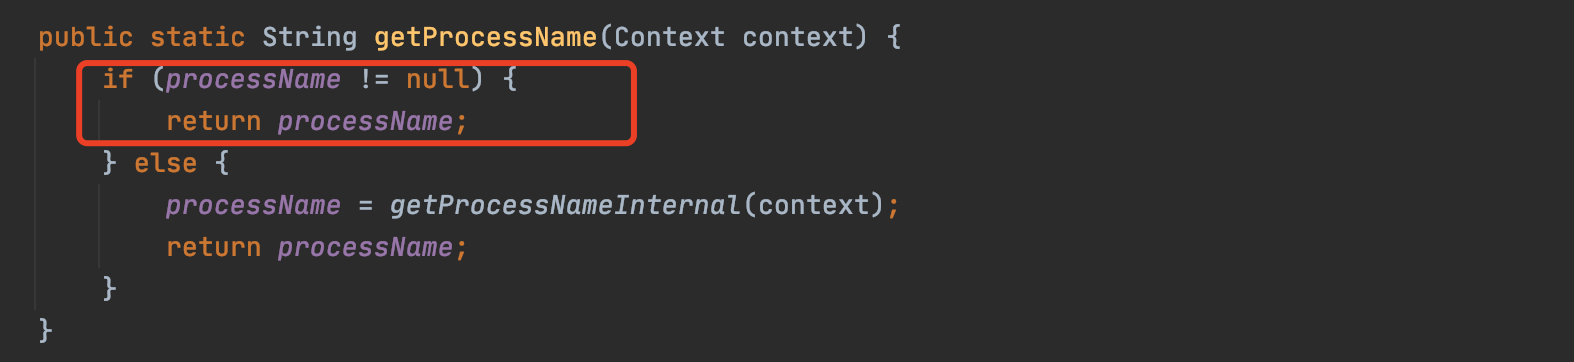 public static String getProcessName(Context context) {
if (processName != null) {
return processName;
} else {
processName = getProcessNameInternal(context);
return processName;
}
}